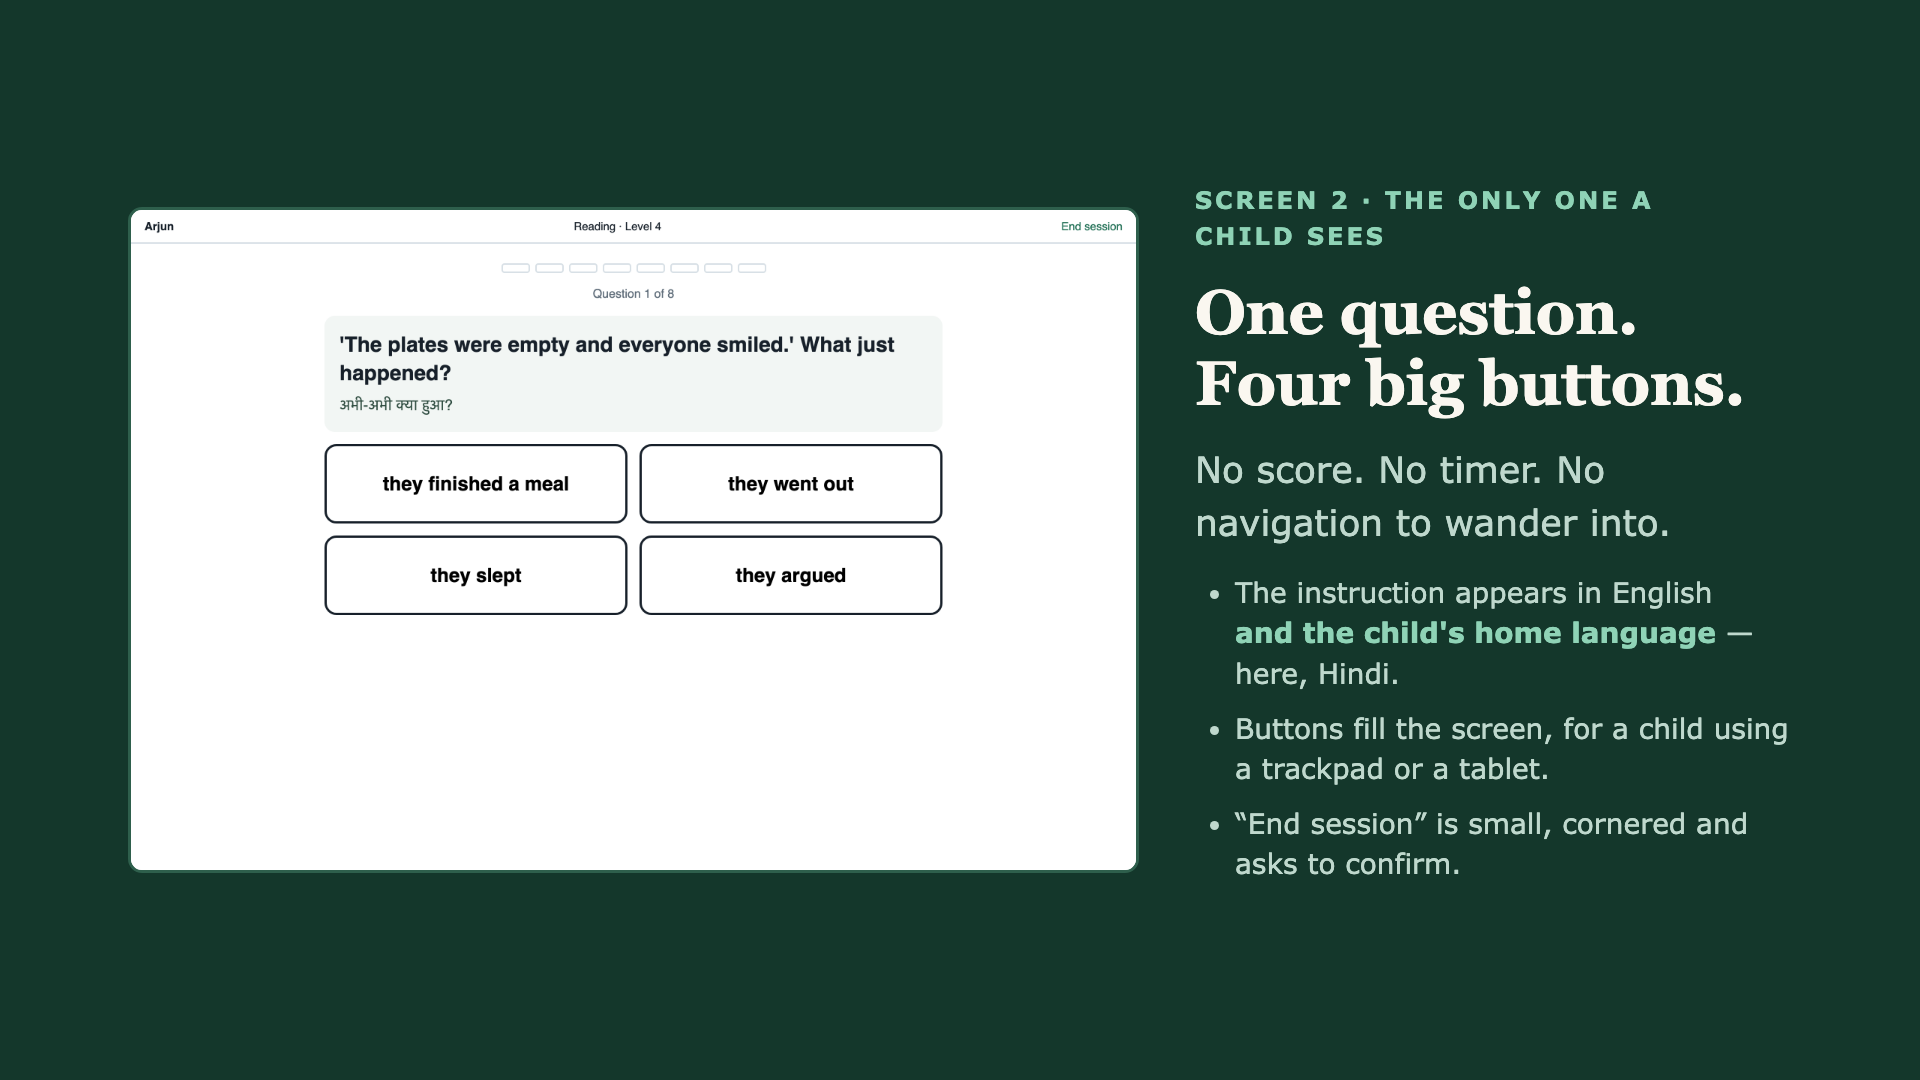 Arjun
Reading · Level 4
End session
Question 1 of 8
'The plates were empty and everyone smiled.' What just
happened?
अभी-अभी क्या हुआ?
they finished a meal
they went out
they slept
they argued
SCREEN 2 · THE ONLY ONE A
CHILD SEES
One question.
Four big buttons.
No score. No timer. No
navigation to wander into.
• The instruction appears in English
and the child's home language —
here, Hindi.
• Buttons fill the screen, for a child using
a trackpad or a tablet.
• “End session” is small, cornered and
asks to confirm.